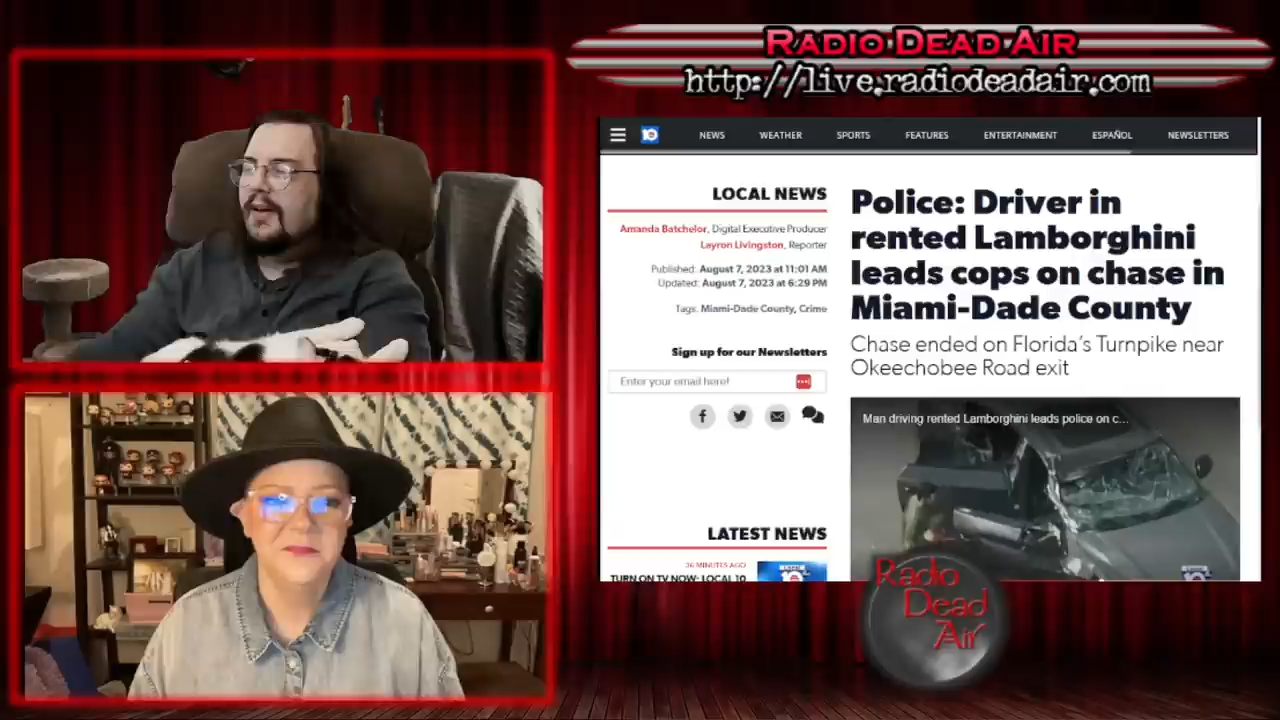 RADIO DEAD AIR
http://live.radiodeadair.com
NEWS WEATHER SPORTS FEATURES ENTERTAINMENT ESPAÑOL NEWSLETTERS
LOCAL NEWS
Amanda Batchelor, Digital Executive Producer
Layron Livingston, Reporter
Published: August 7, 2023 at 11:01 AM
Updated: August 7, 2023 at 6:29 PM
Tags: Miami-Dade County, Crime
Sign up for our Newsletters
Enter your email here!
LATEST NEWS
36 MINUTES AGO
TURN ON TV NOW: LOCAL 10
Police: Driver in
rented Lamborghini
leads cops on chase in
Miami-Dade County
Chase ended on Florida's Turnpike near
Okeechobee Road exit
Man driving rented Lamborghini leads police on c...
Radio
Dead
Air